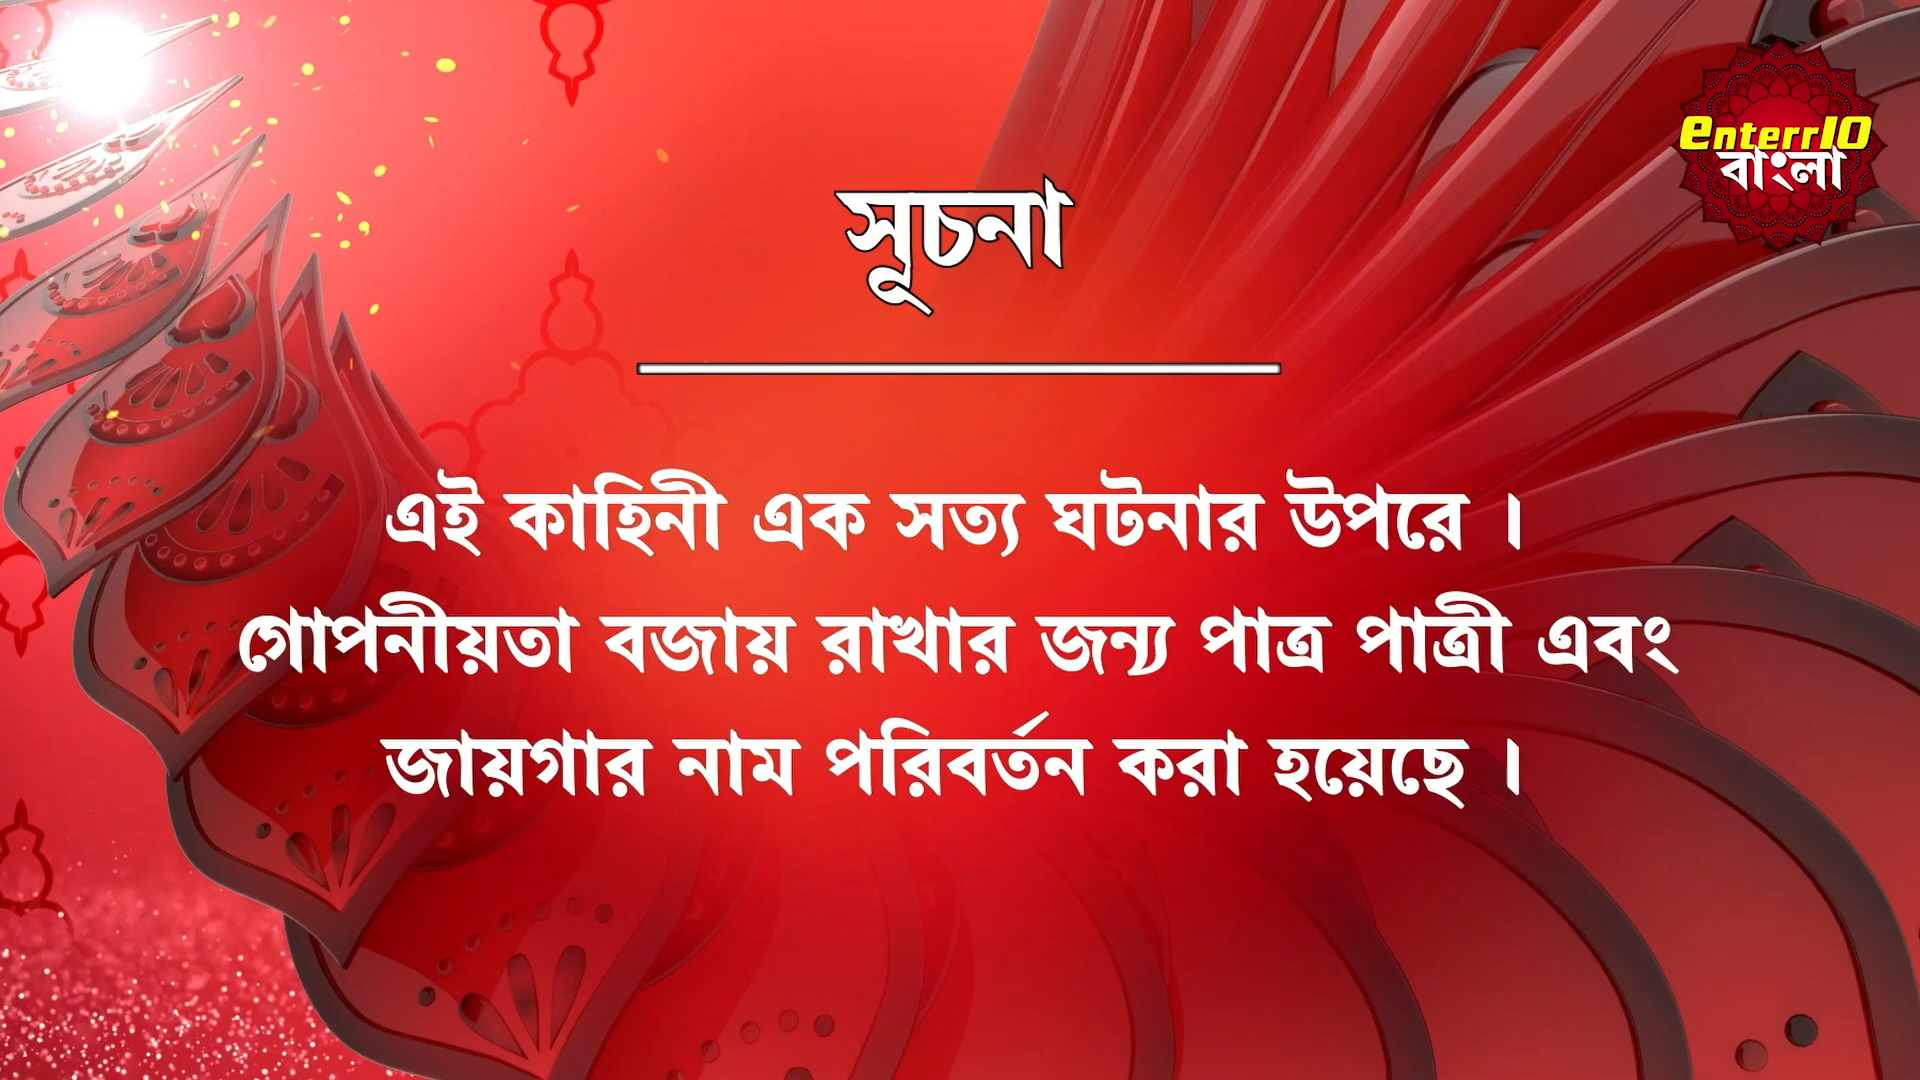 enterr10
বাংলা
সূচনা
এই কাহিনী এক সত্য ঘটনার উপরে ।
গোপনীয়তা বজায় রাখার জন্য পাত্র পাত্রী এবং
জায়গার নাম পরিবর্তন করা হয়েছে ।